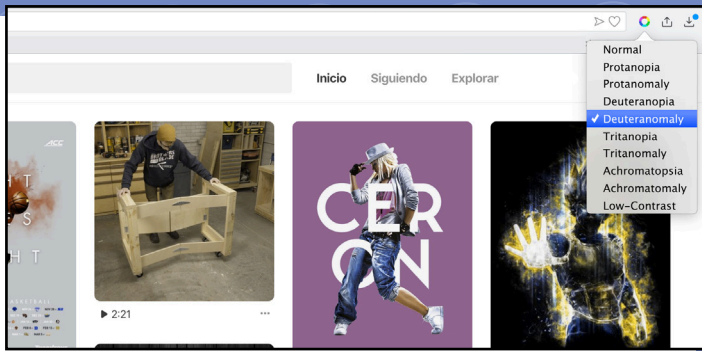 Normal
Protanopia
Protanomaly
Deuteranopia
✓ Deuteranomaly
Tritanopia
Tritanomaly
Achromatopsia
Achromatomaly
Low-Contrast
Inicio Siguiendo Explorar
ACC
H T
S
H T
BASKETBALL
CER
ON
2:21